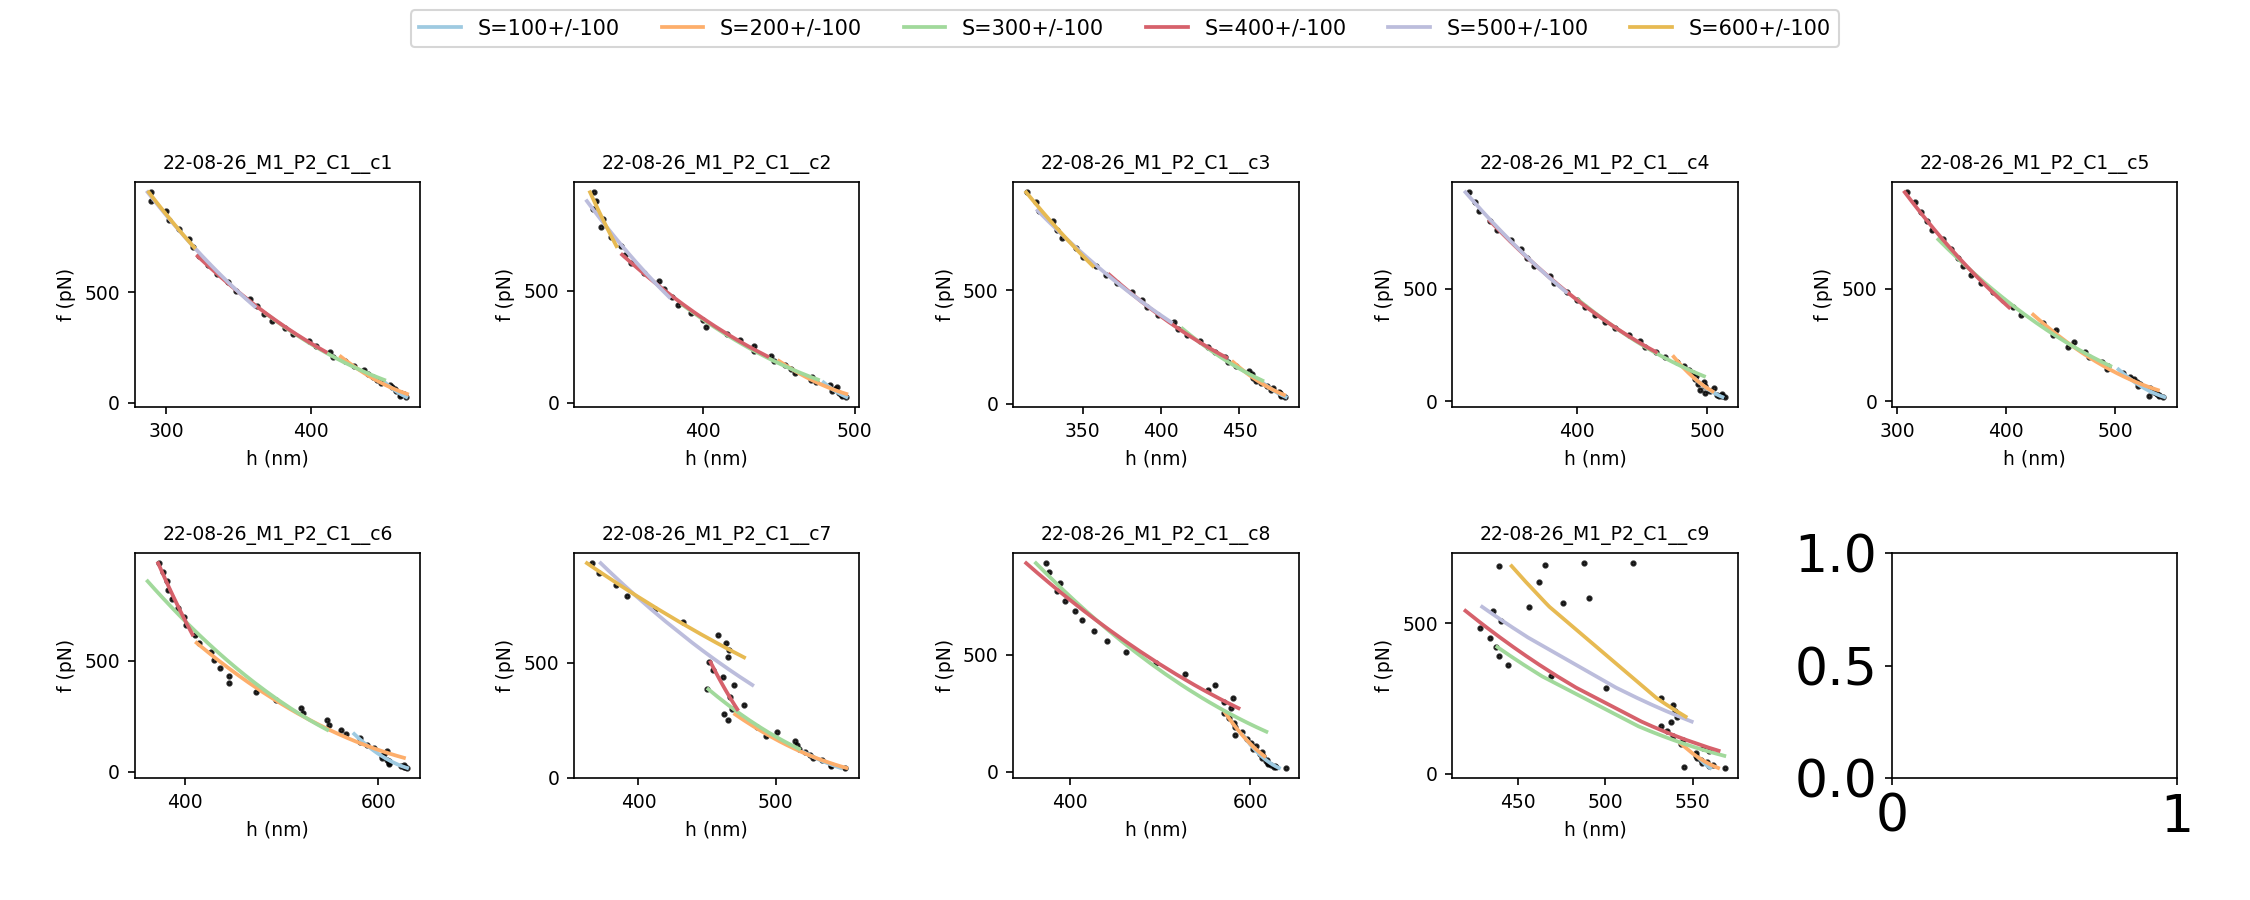 S=100+/-100 S=200+/-100 S=300+/-100 S=400+/-100 S=500+/-100 S=600+/-100
22-08-26_M1_P2_C1__c1
f (pN)
500
0
300 400
h (nm)
22-08-26_M1_P2_C1__c2
f (pN)
500
0
400 500
h (nm)
22-08-26_M1_P2_C1__c3
f (pN)
500
0
350 400 450
h (nm)
22-08-26_M1_P2_C1__c4
f (pN)
500
0
400 500
h (nm)
22-08-26_M1_P2_C1__c5
f (pN)
500
0
300 400 500
h (nm)
22-08-26_M1_P2_C1__c6
f (pN)
500
0
400 600
h (nm)
22-08-26_M1_P2_C1__c7
f (pN)
500
0
400 500
h (nm)
22-08-26_M1_P2_C1__c8
f (pN)
500
0
400 600
h (nm)
22-08-26_M1_P2_C1__c9
f (pN)
500
0
450 500 550
h (nm)
1.0
0.5
0.0
0 1